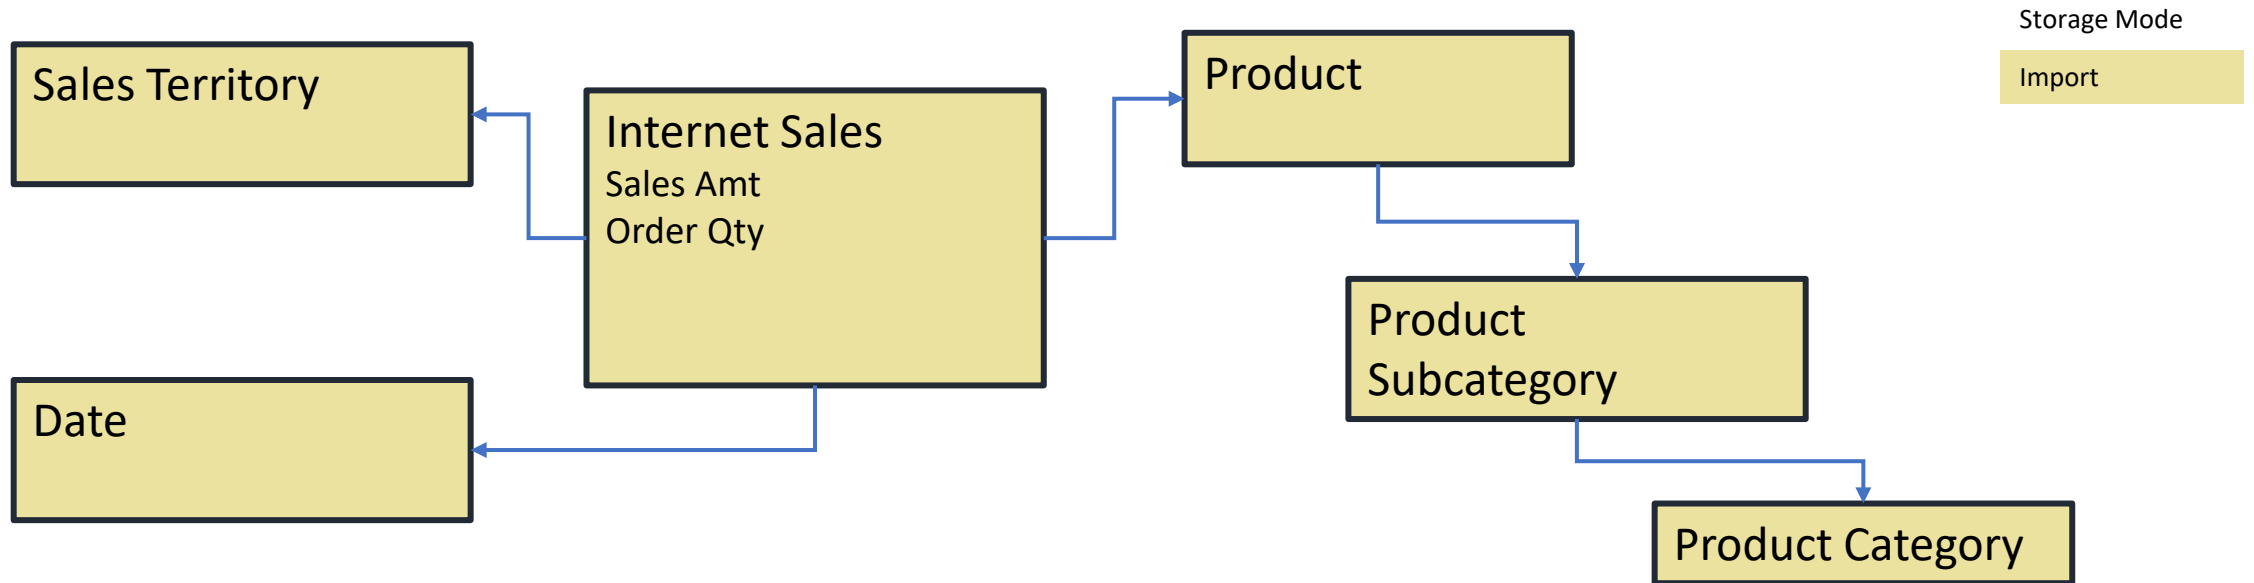 Storage Mode
Import
Sales Territory
Internet Sales
Sales Amt
Order Qty
Product
Date
Product
Subcategory
Product Category